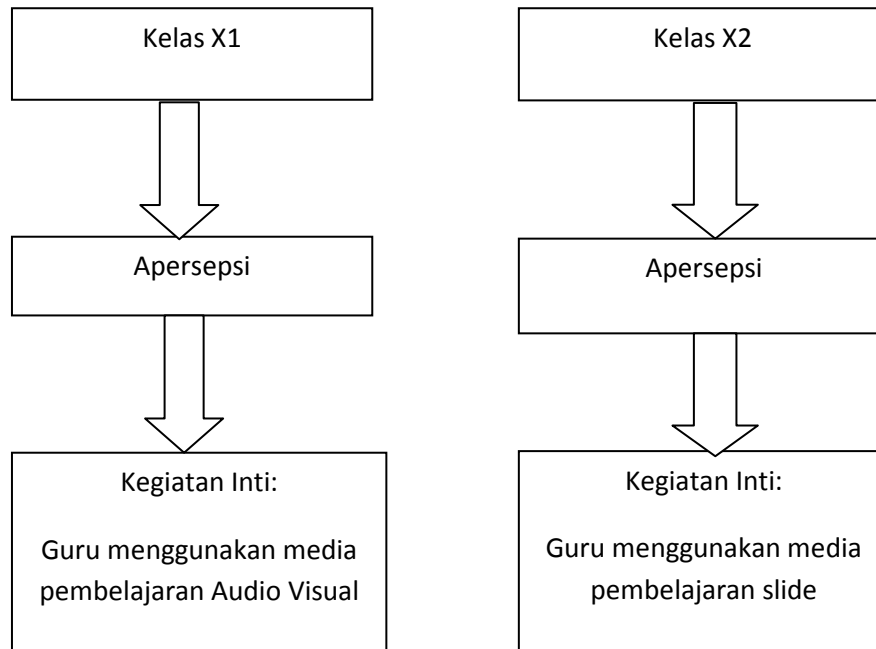 Kelas X1
Apersepsi
Kegiatan Inti:
Guru menggunakan media
pembelajaran Audio Visual
Kelas X2
Apersepsi
Kegiatan Inti:
Guru menggunakan media
pembelajaran slide